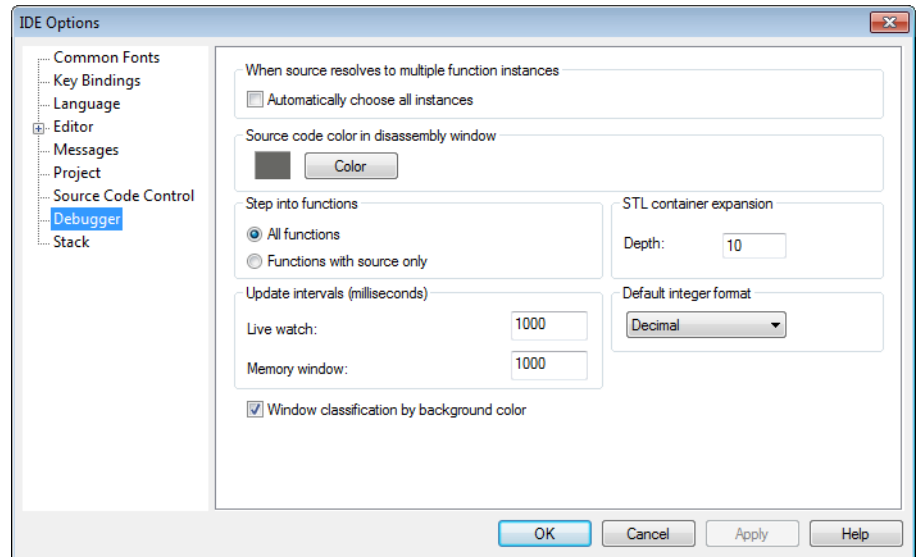 IDE Options
Common Fonts
Key Bindings
Language
Editor
Messages
Project
Source Code Control
Debugger
Stack
When source resolves to multiple function instances
Automatically choose all instances
Source code color in disassembly window
Color
Step into functions
All functions
Functions with source only
STL container expansion
Depth: 10
Update intervals (milliseconds)
Live watch: 1000
Memory window: 1000
Default integer format
Decimal
Window classification by background color
OK Cancel Apply Help